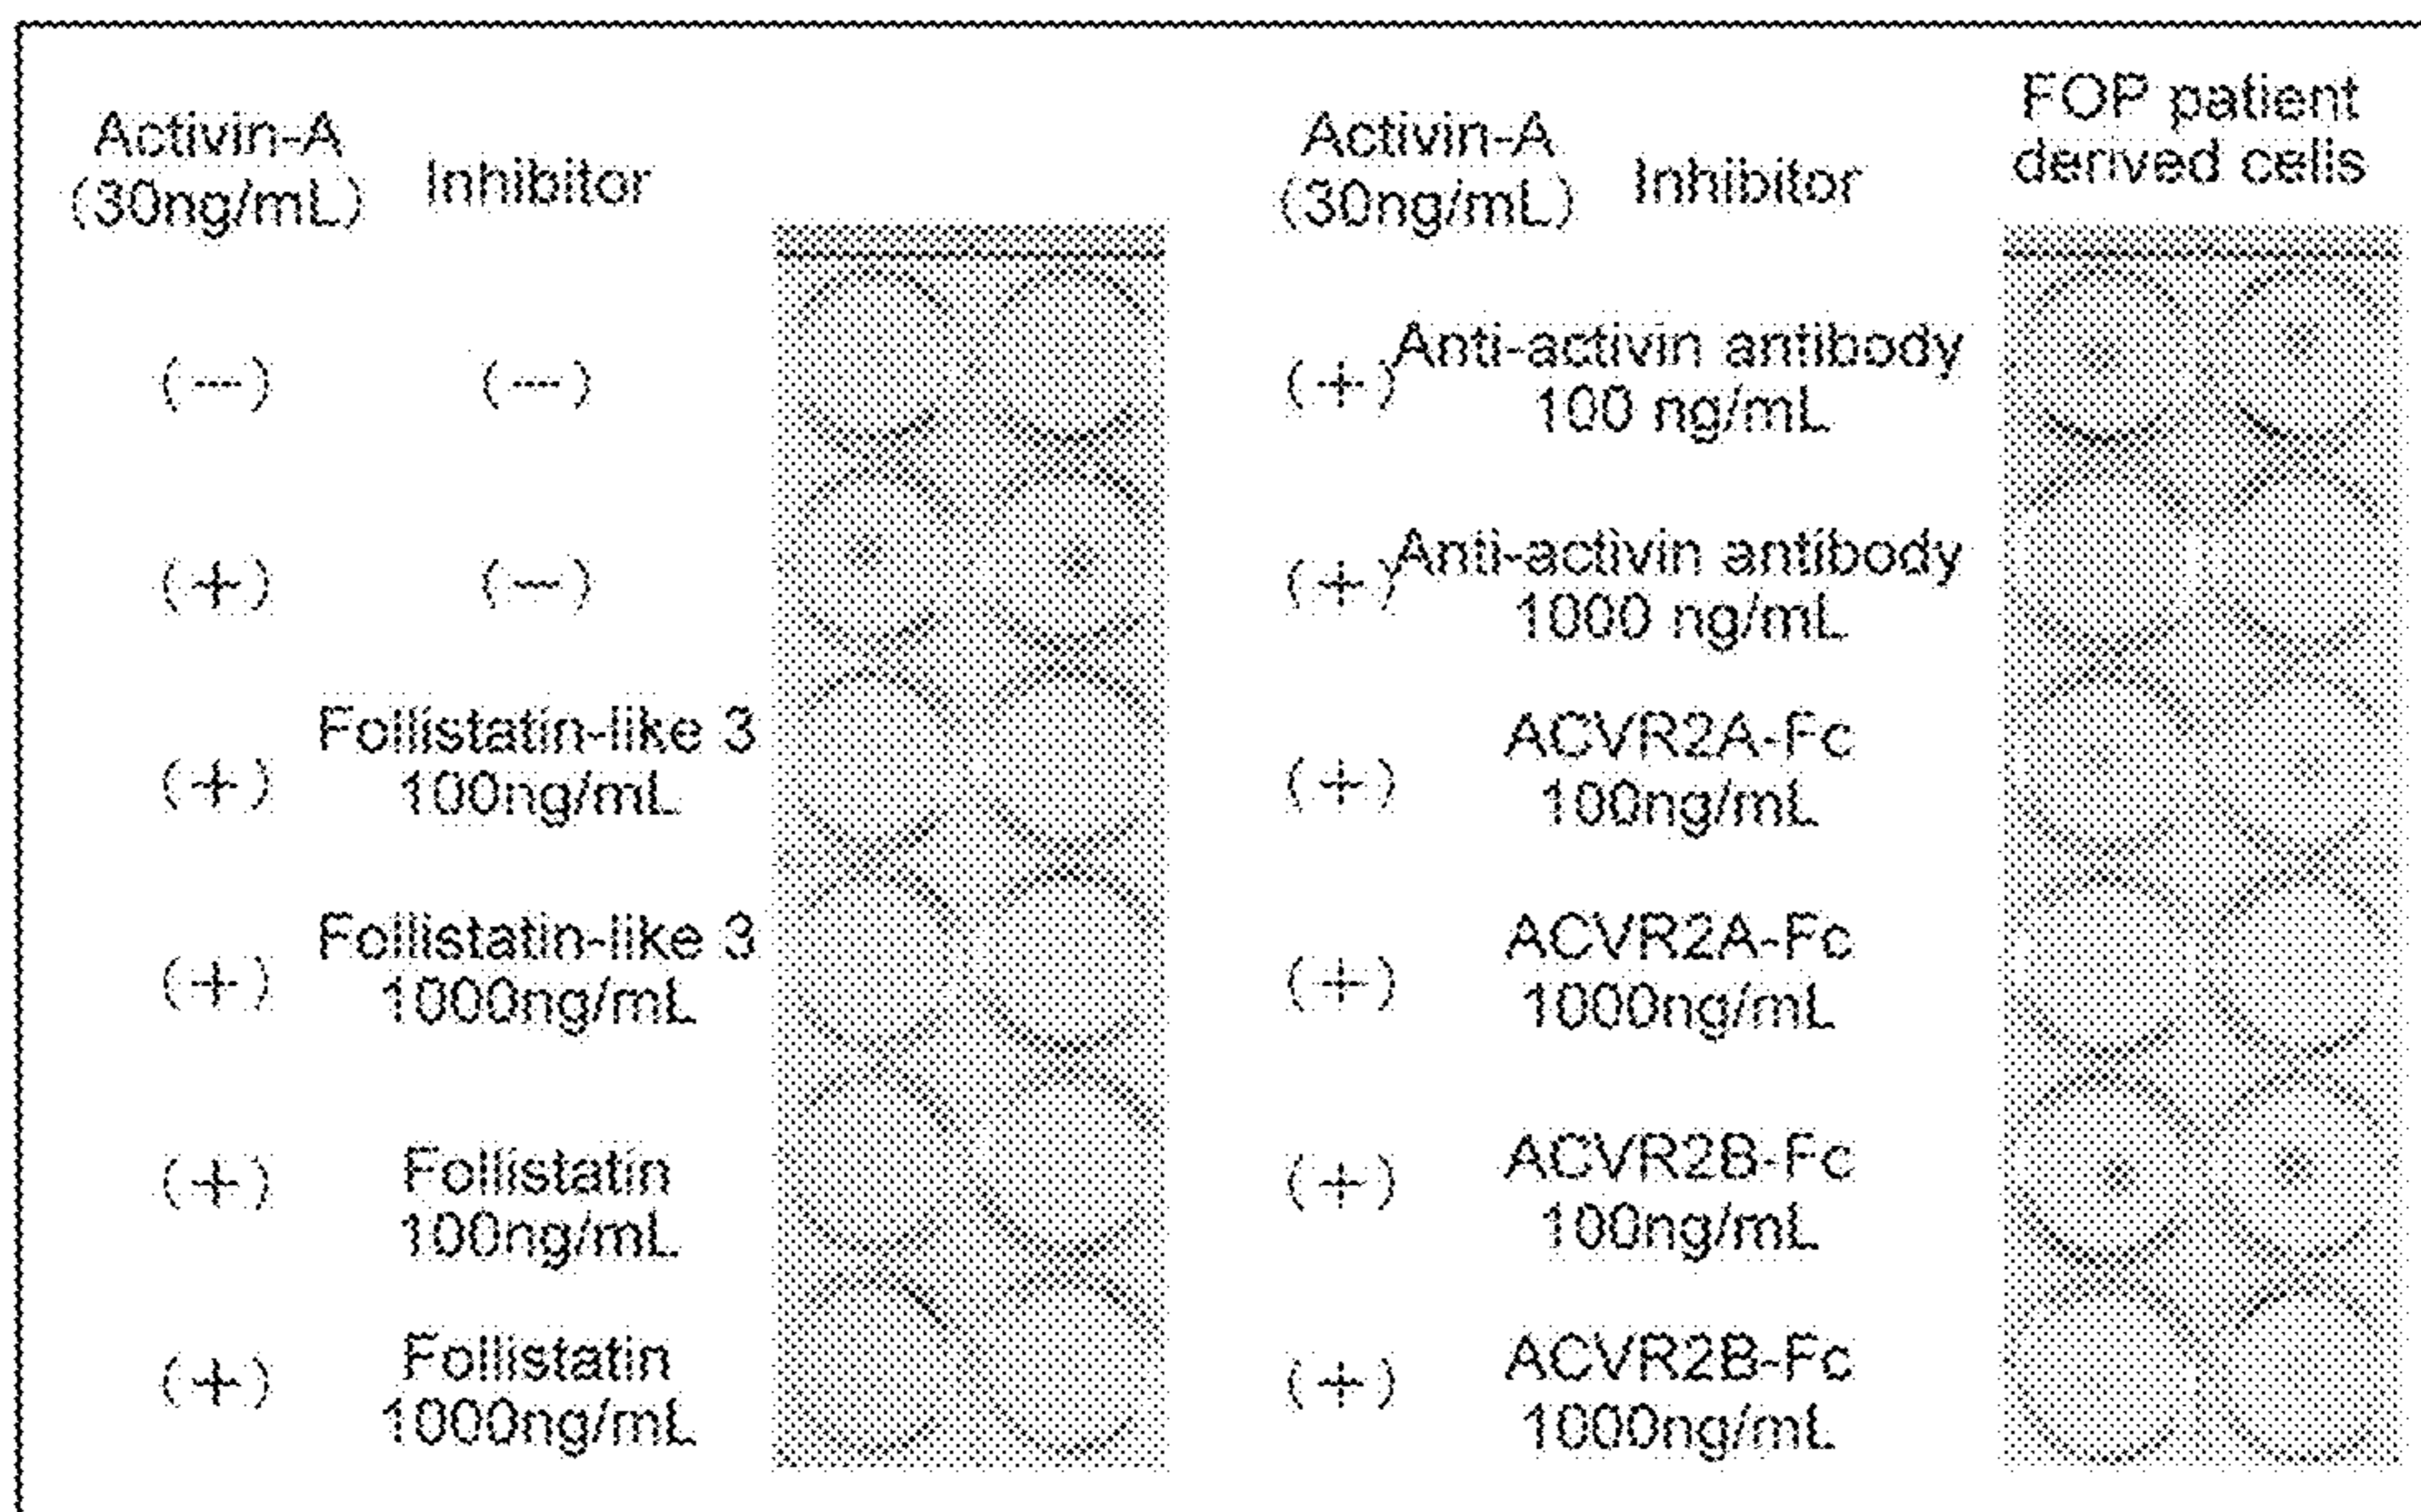 Activin-A
(30ng/mL)
Inhibitor
(-)
(-)
(+)
(-)
(+)
Follistatin-like 3
100ng/mL
(+)
Follistatin-like 3
1000ng/mL
(+)
Follistatin
100ng/mL
(+)
Follistatin
1000ng/mL
Activin-A
(30ng/mL)
Inhibitor
FOP patient
derived cells
(+)
Anti-activin antibody
100 ng/mL
(+)
Anti-activin antibody
1000 ng/mL
(+)
ACVR2A-Fc
100ng/mL
(+)
ACVR2A-Fc
1000ng/mL
(+)
ACVR2B-Fc
100ng/mL
(+)
ACVR2B-Fc
1000ng/mL